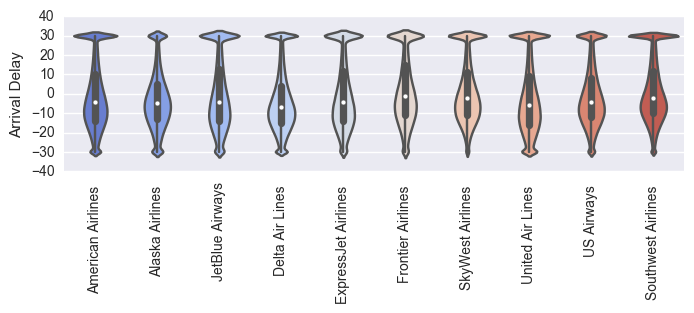 40
30
20
10
0
−10
−20
−30
−40
Arrival Delay
American Airlines
Alaska Airlines
JetBlue Airways
Delta Air Lines
ExpressJet Airlines
Frontier Airlines
SkyWest Airlines
United Air Lines
US Airways
Southwest Airlines